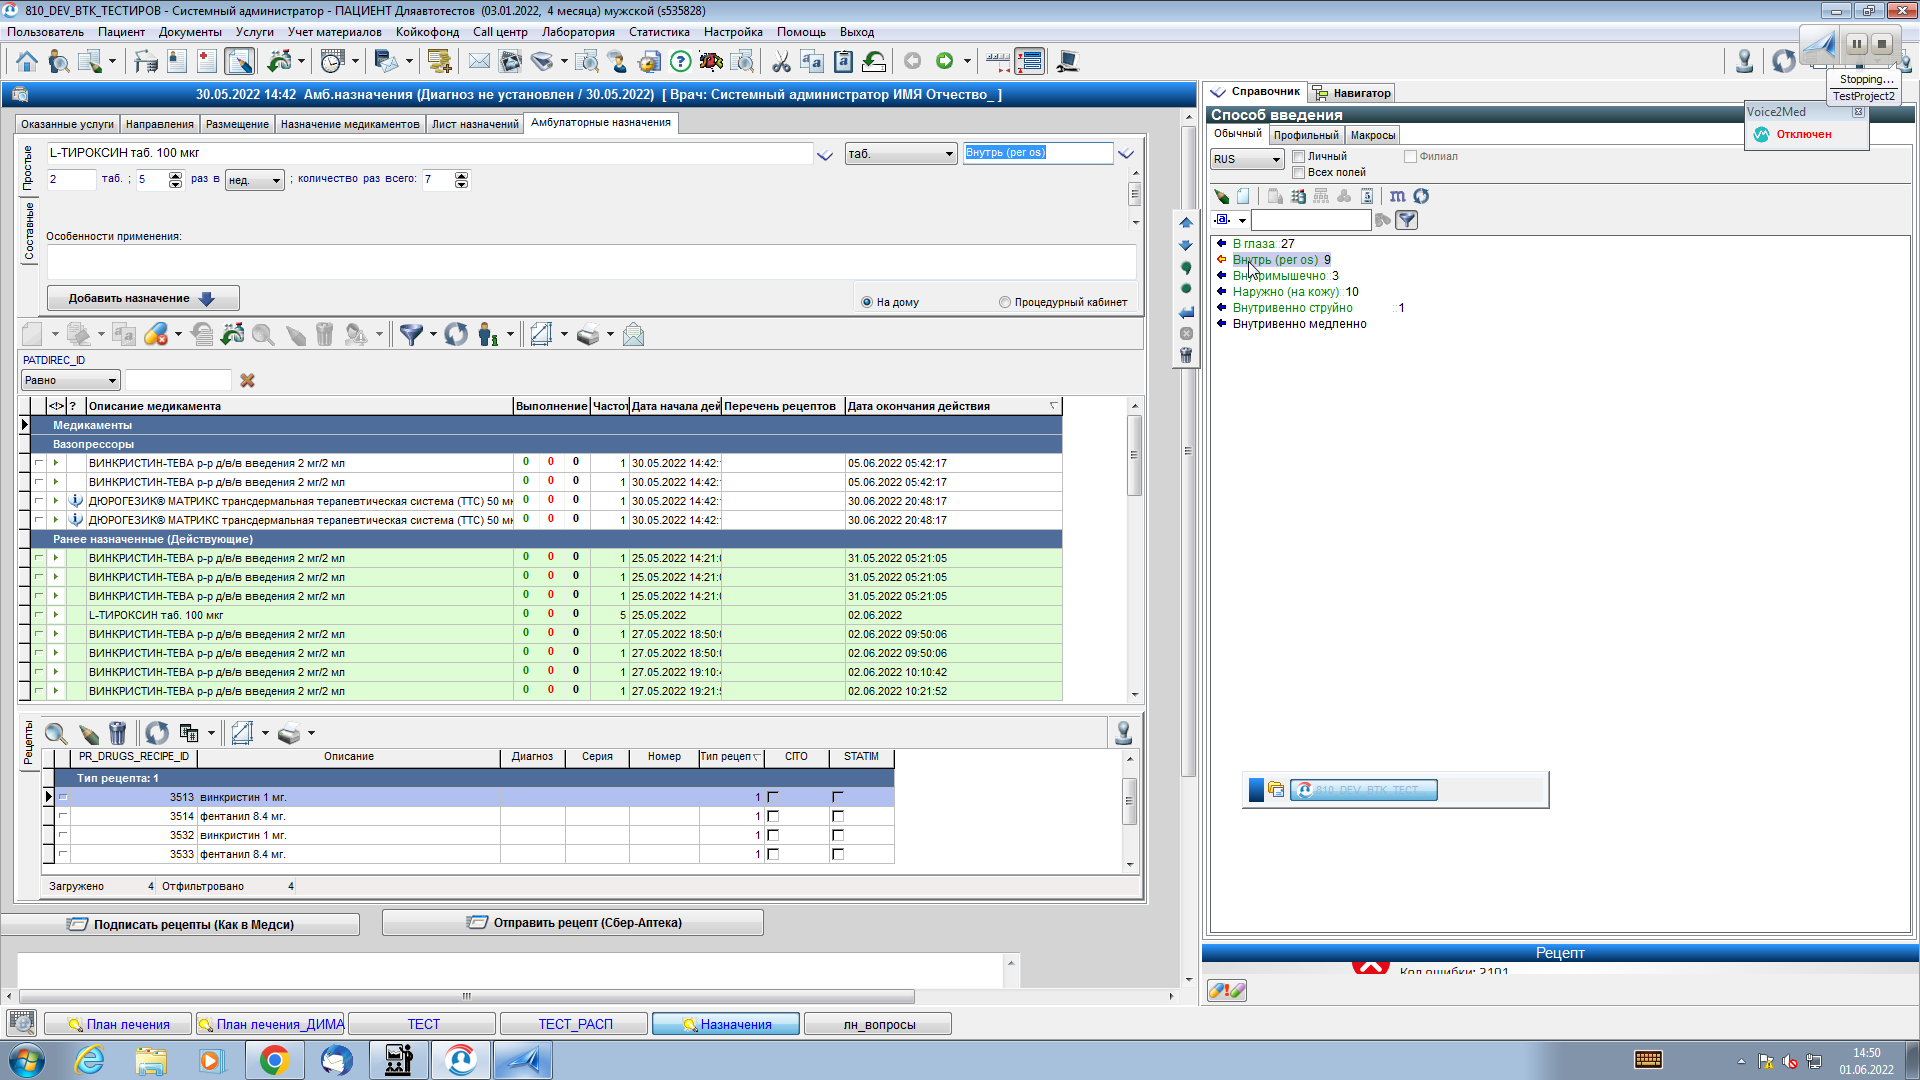 810_DEV_BTK_ТЕСТИРОВ - Системный администратор - ПАЦИЕНТ Дляавтотестов (03.01.2022, 4 месяца) мужской (s535828)
Пользователь Пациент Документы Услуги Учет материалов Койкофонд Call центр Лаборатория Статистика Настройка Помощь Выход
Stopping...
TestProject2
30.05.2022 14:42 Амб.назначения (Диагноз не установлен / 30.05.2022) [ Врач: Системный администратор ИМЯ Отчество_ ]
Оказанные услуги Направления Размещение Назначение медикаментов Лист назначений Амбулаторные назначения
Простые
Составные
L-ТИРОКСИН таб. 100 мкг таб. Внутрь (per os)
2 таб. ; 5 раз в нед. ; количество раз всего: 7
Особенности применения:
Добавить назначение На дому Процедурный кабинет
PATDIREC_ID
Равно
<!> ? Описание медикамента Выполнение Частот Дата начала дей Перечень рецептов Дата окончания действия
Медикаменты
Вазопрессоры
ВИНКРИСТИН-ТЕВА р-р д/в/в введения 2 мг/2 мл 0 0 0 1 30.05.2022 14:42: 05.06.2022 05:42:17
ВИНКРИСТИН-ТЕВА р-р д/в/в введения 2 мг/2 мл 0 0 0 1 30.05.2022 14:42: 05.06.2022 05:42:17
ДЮРОГЕЗИК® МАТРИКС трансдермальная терапевтическая система (ТТС) 50 мк 0 0 0 1 30.05.2022 14:42: 30.06.2022 20:48:17
ДЮРОГЕЗИК® МАТРИКС трансдермальная терапевтическая система (ТТС) 50 мк 0 0 0 1 30.05.2022 14:42: 30.06.2022 20:48:17
Ранее назначенные (Действующие)
ВИНКРИСТИН-ТЕВА р-р д/в/в введения 2 мг/2 мл 0 0 0 1 25.05.2022 14:21:0 31.05.2022 05:21:05
ВИНКРИСТИН-ТЕВА р-р д/в/в введения 2 мг/2 мл 0 0 0 1 25.05.2022 14:21:0 31.05.2022 05:21:05
ВИНКРИСТИН-ТЕВА р-р д/в/в введения 2 мг/2 мл 0 0 0 1 25.05.2022 14:21:0 31.05.2022 05:21:05
L-ТИРОКСИН таб. 100 мкг 0 0 0 5 25.05.2022 02.06.2022
ВИНКРИСТИН-ТЕВА р-р д/в/в введения 2 мг/2 мл 0 0 0 1 27.05.2022 18:50:0 02.06.2022 09:50:06
ВИНКРИСТИН-ТЕВА р-р д/в/в введения 2 мг/2 мл 0 0 0 1 27.05.2022 18:50:0 02.06.2022 09:50:06
ВИНКРИСТИН-ТЕВА р-р д/в/в введения 2 мг/2 мл 0 0 0 1 27.05.2022 19:10:4 02.06.2022 10:10:42
ВИНКРИСТИН-ТЕВА р-р д/в/в введения 2 мг/2 мл 0 0 0 1 27.05.2022 19:21:5 02.06.2022 10:21:52
Рецепты
PR_DRUGS_RECIPE_ID Описание Диагноз Серия Номер Тип рецеп CITO STATIM
Тип рецепта: 1
3513 винкристин 1 мг. 1
3514 фентанил 8.4 мг. 1
3532 винкристин 1 мг. 1
3533 фентанил 8.4 мг. 1
Загружено 4 Отфильтровано 4
Подписать рецепты (Как в Медси) Отправить рецепт (Сбер-Аптека)
Справочник Навигатор
Способ введения
Voice2Med
Отключен
Обычный Профильный Макросы
RUS Личный Филиал
Всех полей
В глаза 27
Внутрь (per os) 9
Внутримышечно 3
Наружно (на кожу) 10
Внутривенно струйно 1
Внутривенно медленно
810_DEV_BTK_ТЕСТ...
Рецепт
Код ошибки: 2101
План лечения План лечения_ДИМА ТЕСТ ТЕСТ_РАСП Назначения лн_вопросы
14:50
01.06.2022